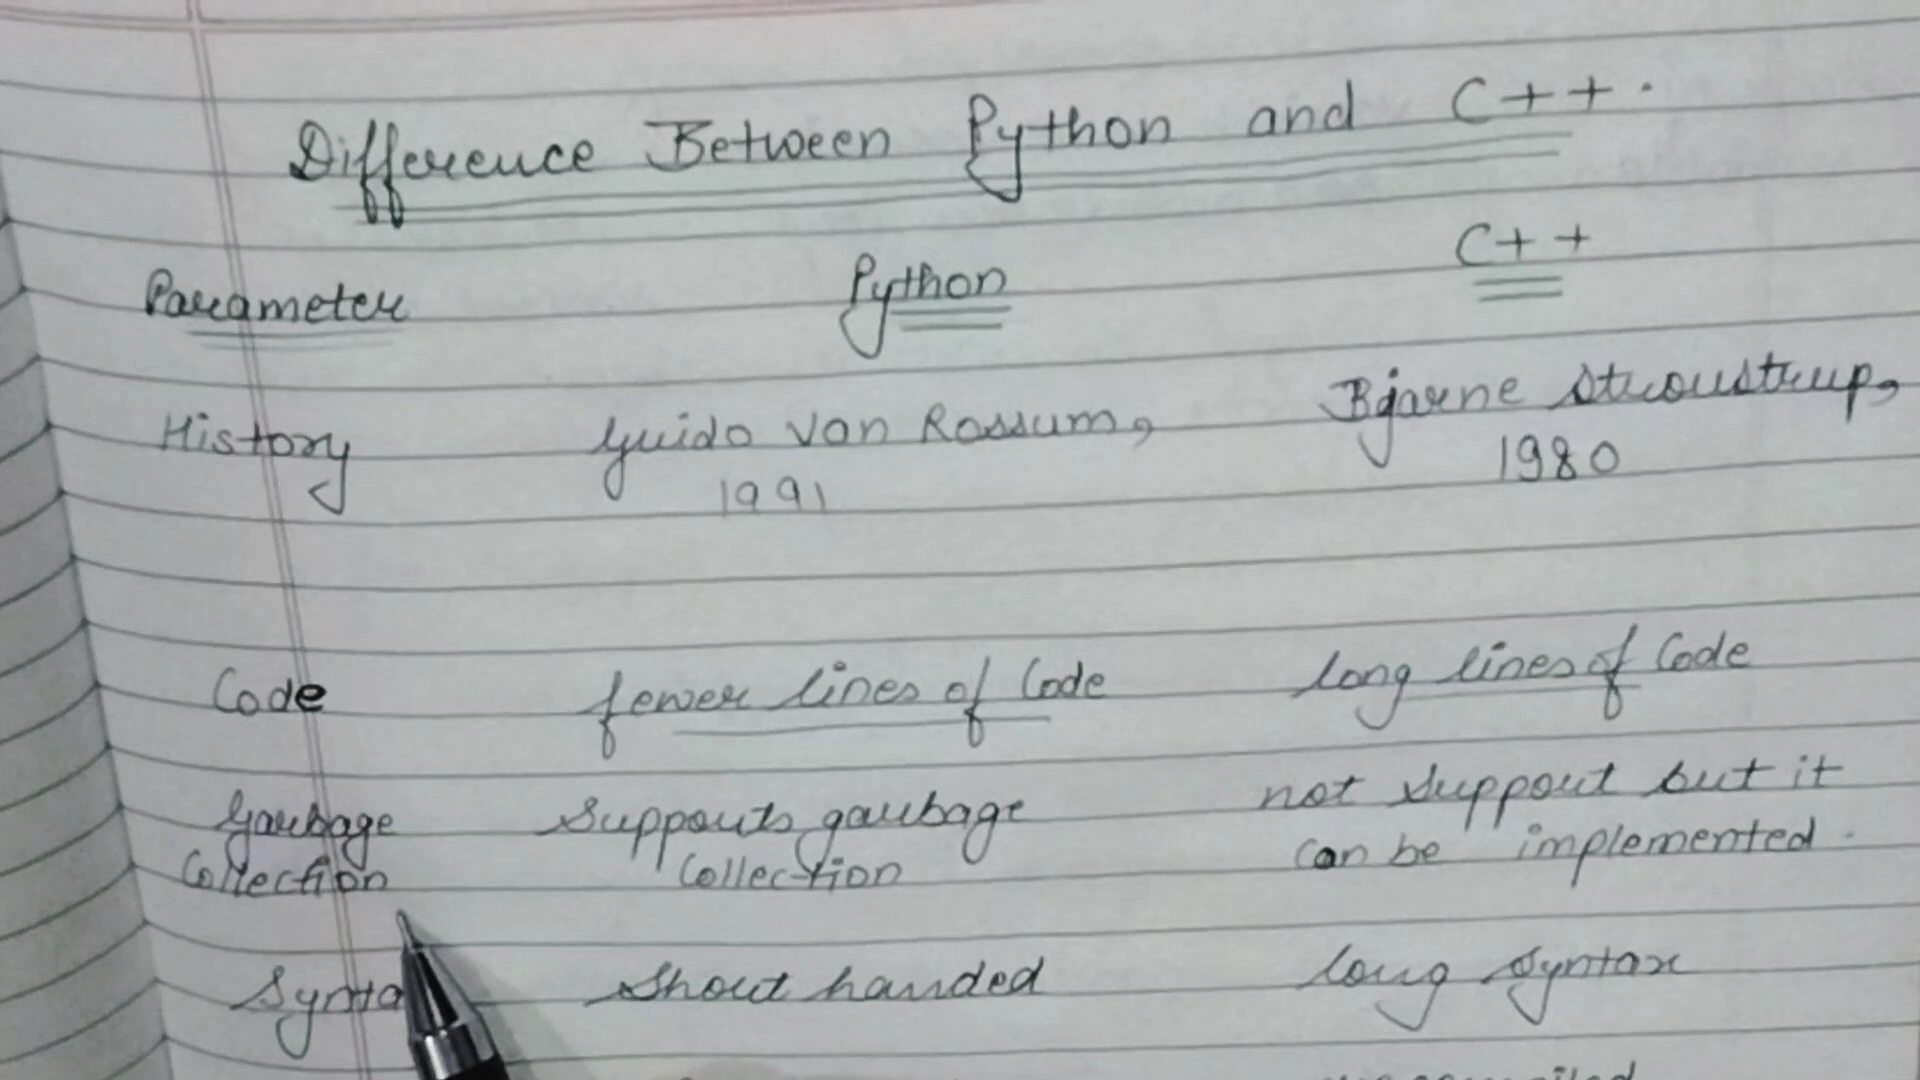 Difference Between Python and C++.
Parameter Python C++
History Guido Von Rossum, Bjarne Stroustrup,
1991 1980
Code fewer lines of Code long lines of Code
Garbage Supports garbage not support but it
Collection Collection can be implemented.
Short handed long syntax